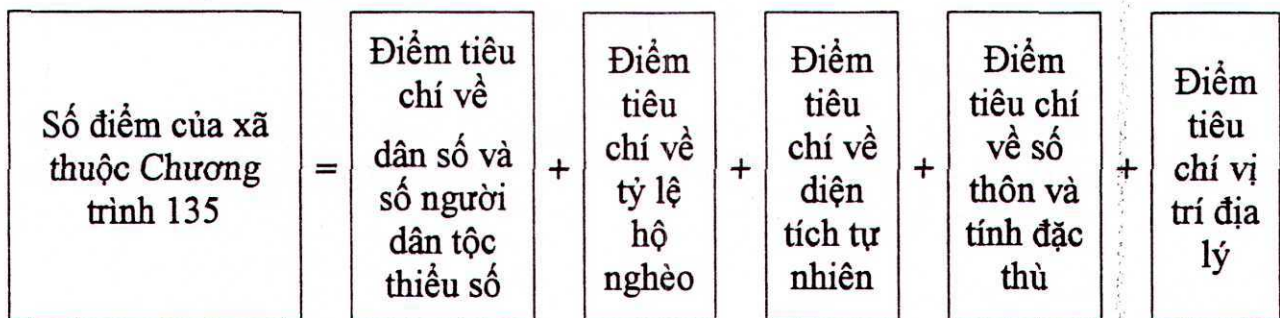 Số điểm của xã
thuộc Chương
trình 135
=
Điểm tiêu
chí về
dân số và
số người
dân tộc
thiểu số
+
Điểm
tiêu
chí về
tỷ lệ
hộ
nghèo
+
Điểm
tiêu
chí về
diện
tích tự
nhiên
+
Điểm
tiêu chí
về số
thôn và
tính đặc
thù
+
Điểm
tiêu
chí vị
trí địa
lý